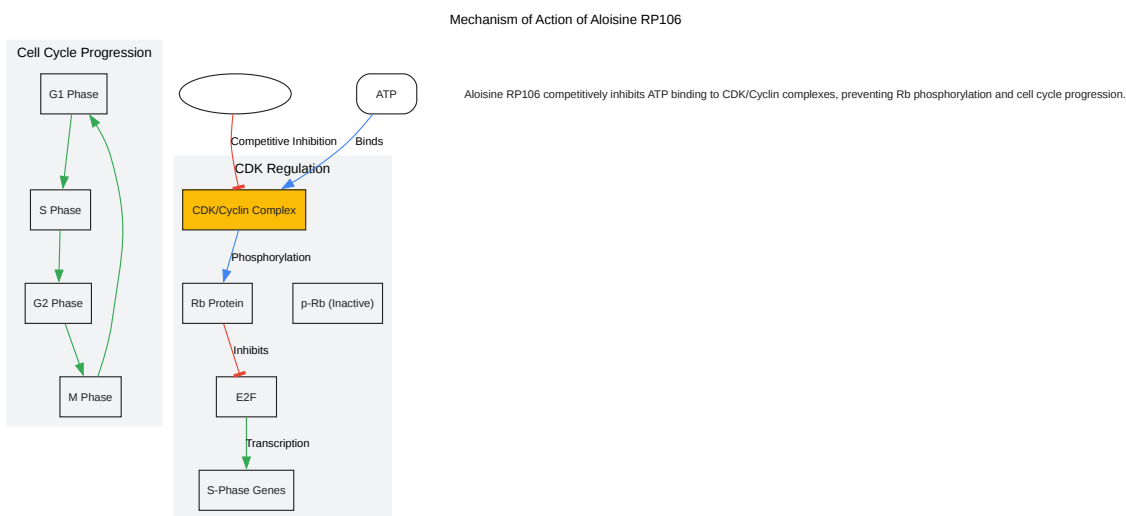 Mechanism of Action of Aloisine RP106
Cell Cycle Progression
G1 Phase
ATP
Aloisine RP106 competitively inhibits ATP binding to CDK/Cyclin complexes, preventing Rb phosphorylation and cell cycle progression.
Competitive Inhibition
Binds
CDK Regulation
S Phase
CDK/Cyclin Complex
Phosphorylation
G2 Phase
Rb Protein
p-Rb (Inactive)
Inhibits
M Phase
E2F
Transcription
S-Phase Genes